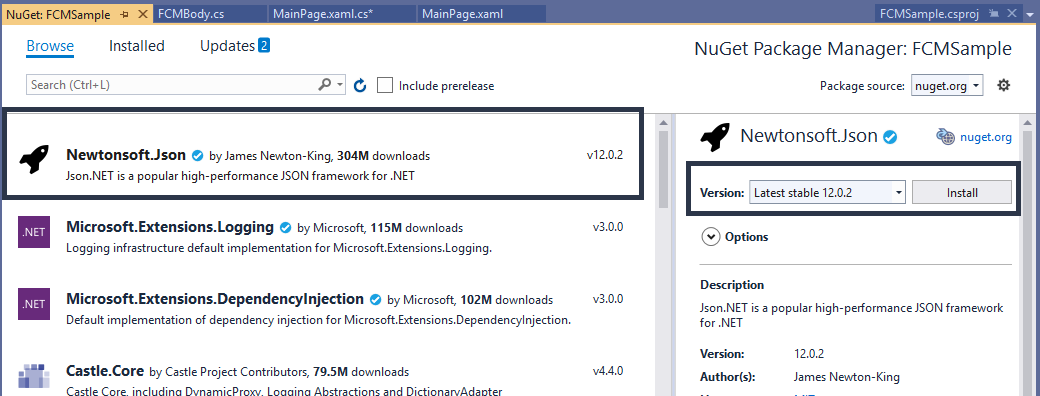 NuGet: FCMSample
FCMBody.cs
MainPage.xaml.cs*
MainPage.xaml
FCMSample.csproj
Browse
Installed
Updates 2
NuGet Package Manager: FCMSample
Search (Ctrl+L)
Include prerelease
Package source: nuget.org
Newtonsoft.Json by James Newton-King, 304M downloads
v12.0.2
Json.NET is a popular high-performance JSON framework for .NET
.NET
Microsoft.Extensions.Logging by Microsoft, 115M downloads
v3.0.0
Logging infrastructure default implementation for Microsoft.Extensions.Logging.
.NET
Microsoft.Extensions.DependencyInjection by Microsoft, 102M downloads
v3.0.0
Default implementation of dependency injection for Microsoft.Extensions.DependencyInjection.
Castle.Core by Castle Project Contributors, 79.5M downloads
v4.4.0
Castle Core, including DynamicProxy, Logging Abstractions and DictionaryAdapter
Newtonsoft.Json
nuget.org
Version: Latest stable 12.0.2
Install
Options
Description
Json.NET is a popular high-performance JSON framework
for .NET
Version: 12.0.2
Author(s): James Newton-King